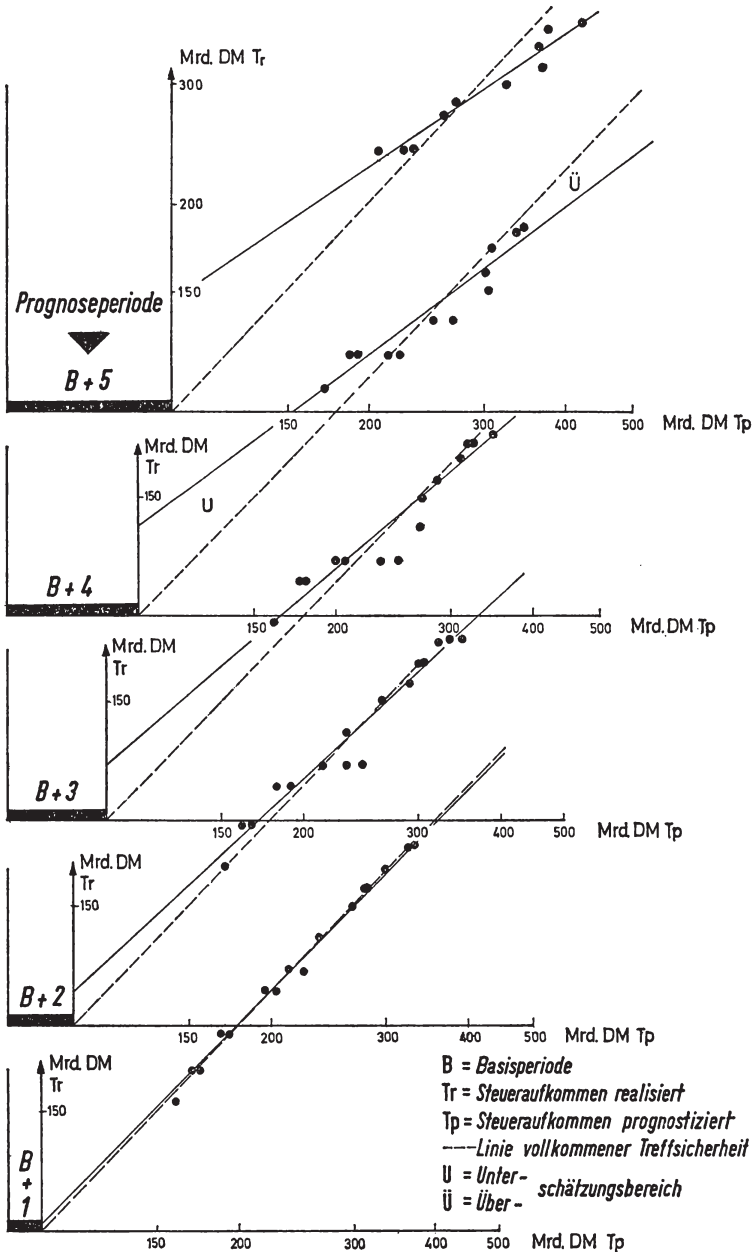 Mrd. DM Tr
300
200
150
Ü
Prognoseperiode
B + 5
150 200 300 400 500 Mrd. DM Tp
Mrd. DM
Tr
150
U
B + 4
150 200 300 400 500 Mrd. DM Tp
Mrd. DM
Tr
150
B + 3
150 200 300 400 500 Mrd. DM Tp
Mrd. DM
Tr
150
B + 2
150 200 300 500 Mrd. DM Tp
Mrd. DM
Tr
150
B
+
1
150 200 300 400 500 Mrd. DM Tp
B = Basisperiode
Tr = Steueraufkommen realisiert
Tp = Steueraufkommen prognostiziert
---Linie vollkommener Treffsicherheit
U = Unter-
schätzungsbereich
Ü = Über-